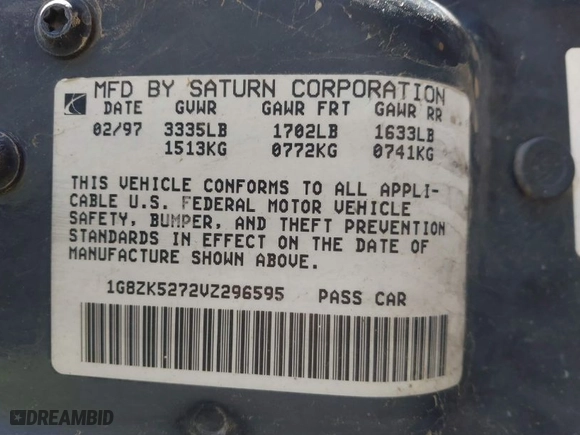 MFD BY SATURN CORPORATION
DATE GVWR GAWR FRT GAWR RR
02/97 3335LB 1702LB 1633LB
1513KG 0772KG 0741KG
THIS VEHICLE CONFORMS TO ALL APPLI-
CABLE U.S. FEDERAL MOTOR VEHICLE
SAFETY, BUMPER, AND THEFT PREVENTION
STANDARDS IN EFFECT ON THE DATE OF
MANUFACTURE SHOWN ABOVE.
1G8ZK5272VZ296595 PASS CAR
DREAMBID